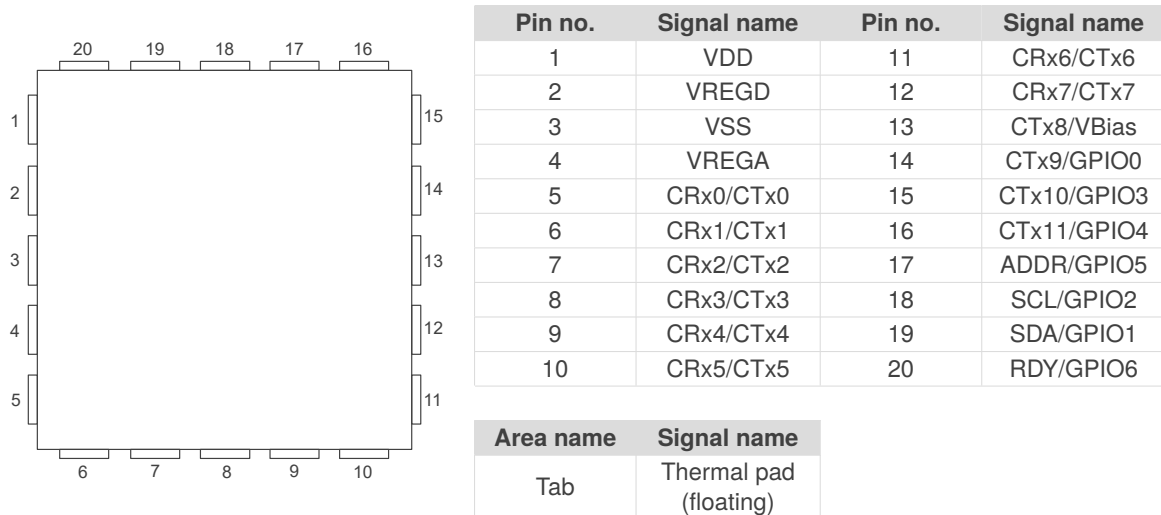 20 19 18 17 16
1
2
3
4
5
15
14
13
12
11
6 7 8 9 10
Pin no. Signal name Pin no. Signal name
1 VDD 11 CRx6/CTx6
2 VREGD 12 CRx7/CTx7
3 VSS 13 CTx8/VBias
4 VREGA 14 CTx9/GPIO0
5 CRx0/CTx0 15 CTx10/GPIO3
6 CRx1/CTx1 16 CTx11/GPIO4
7 CRx2/CTx2 17 ADDR/GPIO5
8 CRx3/CTx3 18 SCL/GPIO2
9 CRx4/CTx4 19 SDA/GPIO1
10 CRx5/CTx5 20 RDY/GPIO6
Area name Signal name
Tab Thermal pad
(floating)